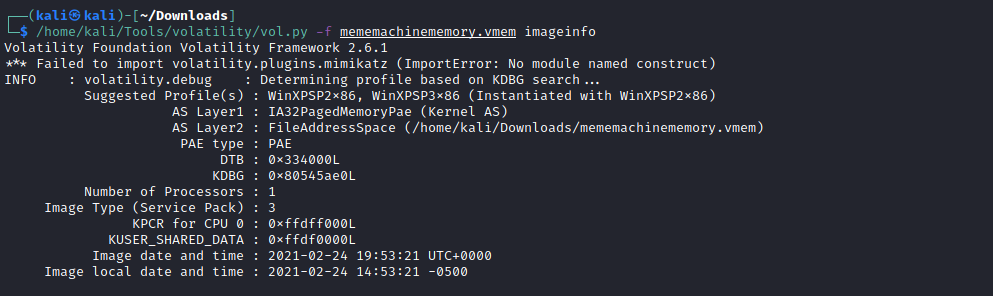 (kali㉿kali)-[~/Downloads]
$ /home/kali/Tools/volatility/vol.py -f mememachinememory.vmem imageinfo
Volatility Foundation Volatility Framework 2.6.1
*** Failed to import volatility.plugins.mimikatz (ImportError: No module named construct)
INFO    : volatility.debug    : Determining profile based on KDBG search...
Suggested Profile(s) : WinXPSP2x86, WinXPSP3x86 (Instantiated with WinXPSP2x86)
AS Layer1 : IA32PagedMemoryPae (Kernel AS)
AS Layer2 : FileAddressSpace (/home/kali/Downloads/mememachinememory.vmem)
PAE type : PAE
DTB : 0x334000L
KDBG : 0x80545ae0L
Number of Processors : 1
Image Type (Service Pack) : 3
KPCR for CPU 0 : 0xffdff000L
KUSER_SHARED_DATA : 0xffdf0000L
Image date and time : 2021-02-24 19:53:21 UTC+0000
Image local date and time : 2021-02-24 14:53:21 -0500